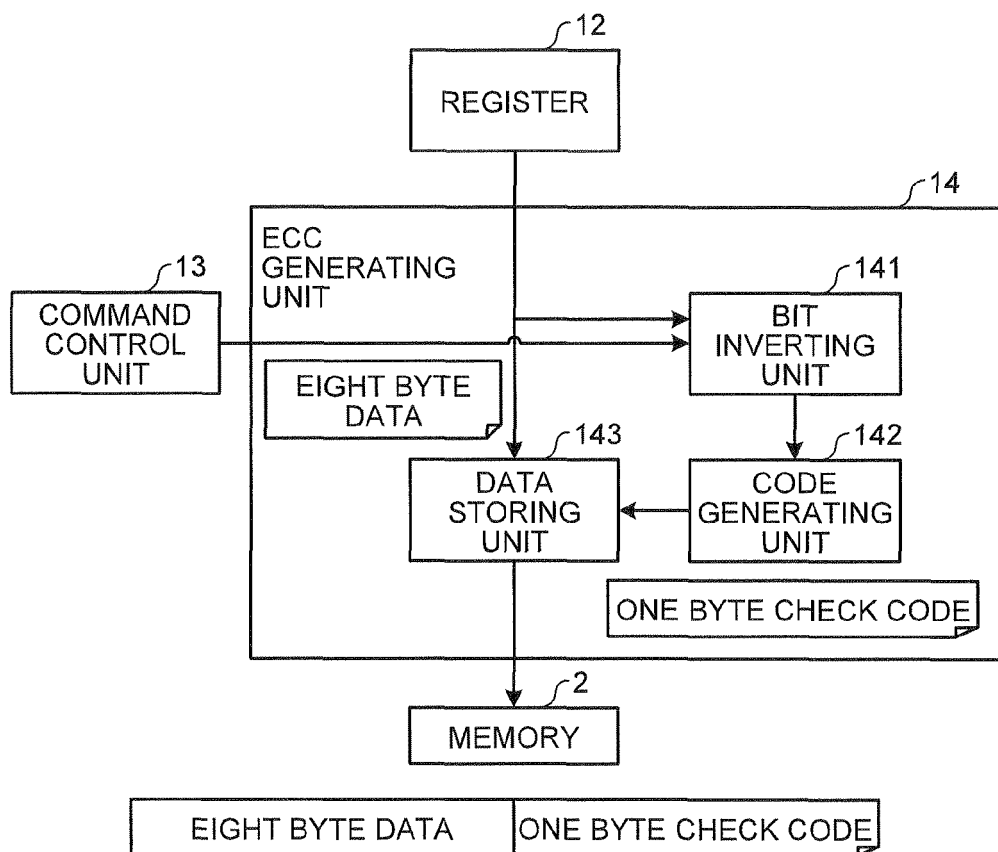 12
REGISTER
14
ECC
GENERATING
UNIT
13
COMMAND
CONTROL
UNIT
141
BIT
INVERTING
UNIT
EIGHT BYTE
DATA
143
DATA
STORING
UNIT
142
CODE
GENERATING
UNIT
ONE BYTE CHECK CODE
2
MEMORY
EIGHT BYTE DATA
ONE BYTE CHECK CODE